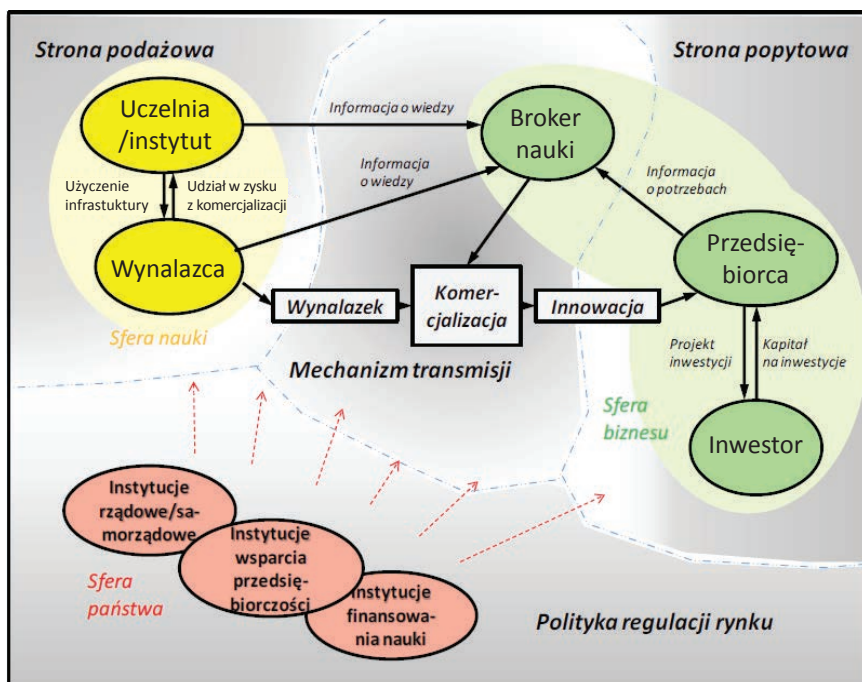 Strona podażowa
Strona popytowa
Uczelnia
/instytut
Informacja o wiedzy
Broker
nauki
Informacja
o wiedzy
Informacja
o potrzebach
Użyczenie
infrastuktury
Udział w zysku
z komercjalizacji
Wynalazca
Przedsię-
biorca
Wynalazek
Komer-
cjalizacja
Innowacja
Sfera nauki
Mechanizm transmisji
Projekt
inwestycji
Kapitał
na inwestycje
Sfera
biznesu
Inwestor
Instytucje
rządowe/sa-
morządowe
Instytucje
wsparcia
przedsię-
biorczości
Instytucje
finansowa-
nia nauki
Sfera
państwa
Polityka regulacji rynku